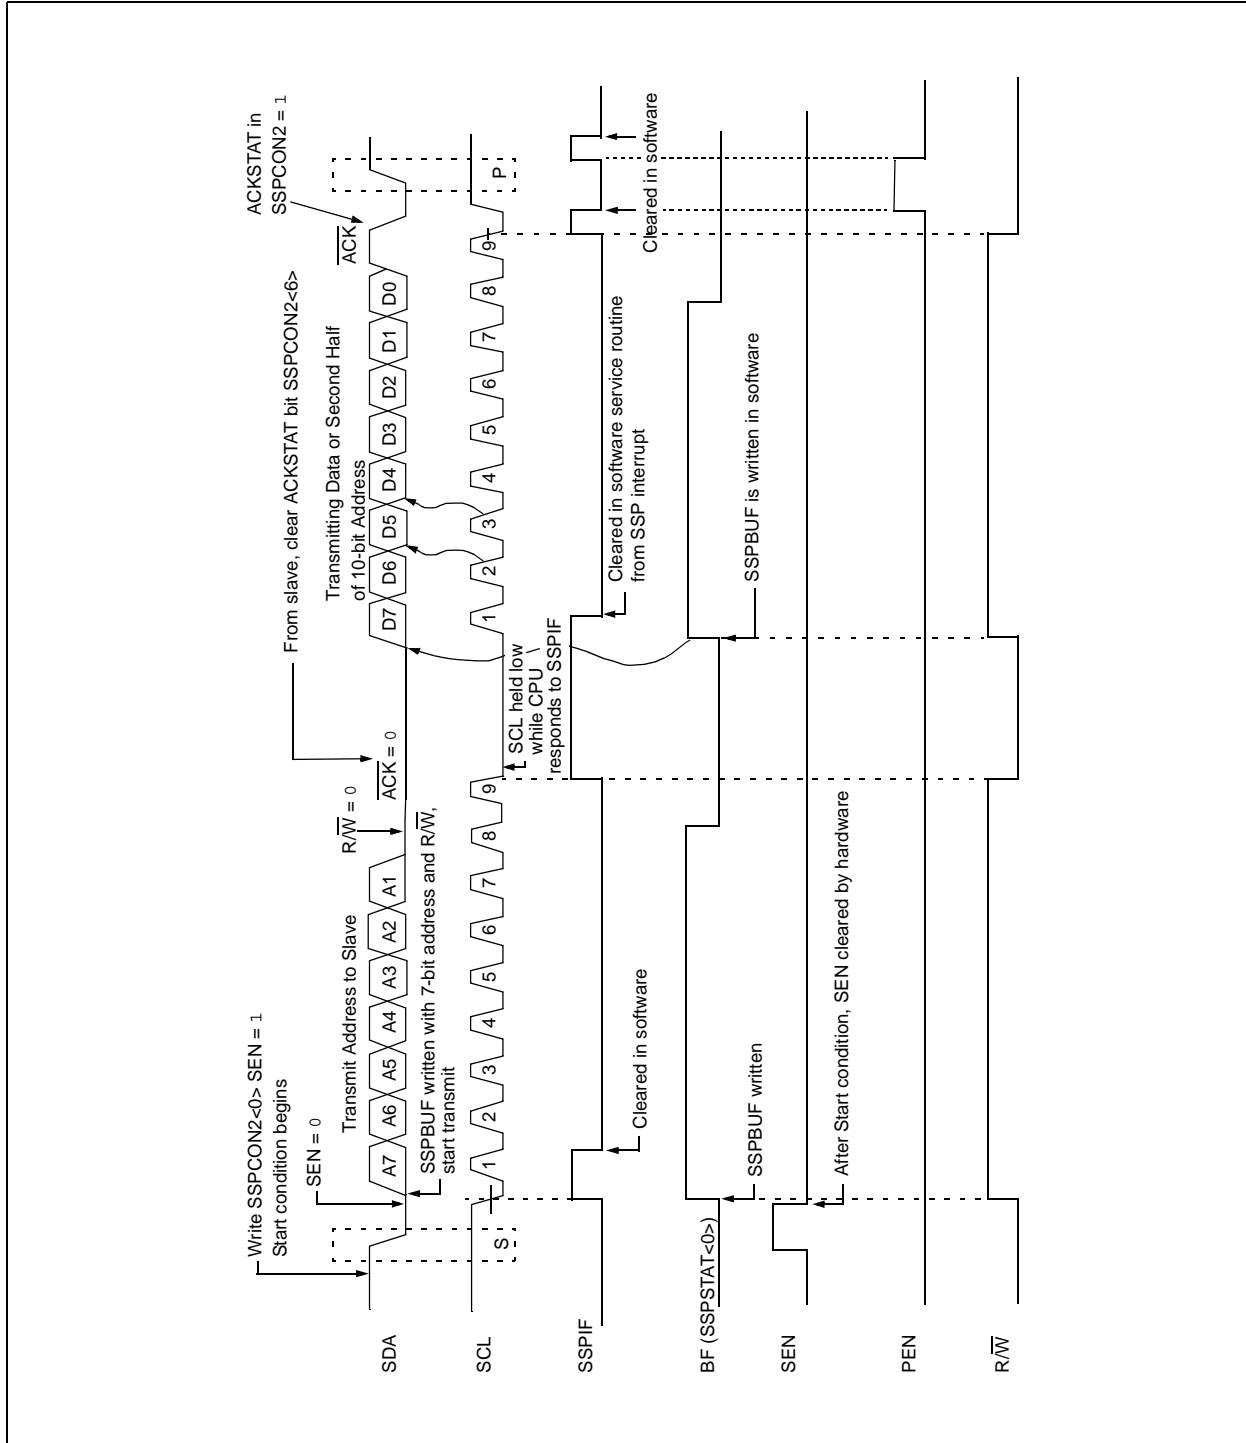 Write SSPCON2<0> SEN = 1
Start condition begins
SEN = 0
Transmit Address to Slave
R/W = 0
From slave, clear ACKSTAT bit SSPCON2<6>
ACK = 0
Transmitting Data or Second Half
of 10-bit Address
ACKSTAT in
SSPCON2 = 1
ACK
SDA
A7 A6 A5 A4 A3 A2 A1
D7 D6 D5 D4 D3 D2 D1 D0
SSPBUF written with 7-bit address and R/W,
start transmit
SCL
S
1 2 3 4 5 6 7 8 9
1 2 3 4 5 6 7 8 9
P
SCL held low
while CPU
responds to SSPIF
SSPIF
Cleared in software
Cleared in software service routine
from SSP interrupt
Cleared in software
BF (SSPSTAT<0>)
SSPBUF written
SSPBUF is written in software
SEN
After Start condition, SEN cleared by hardware
PEN
R/W